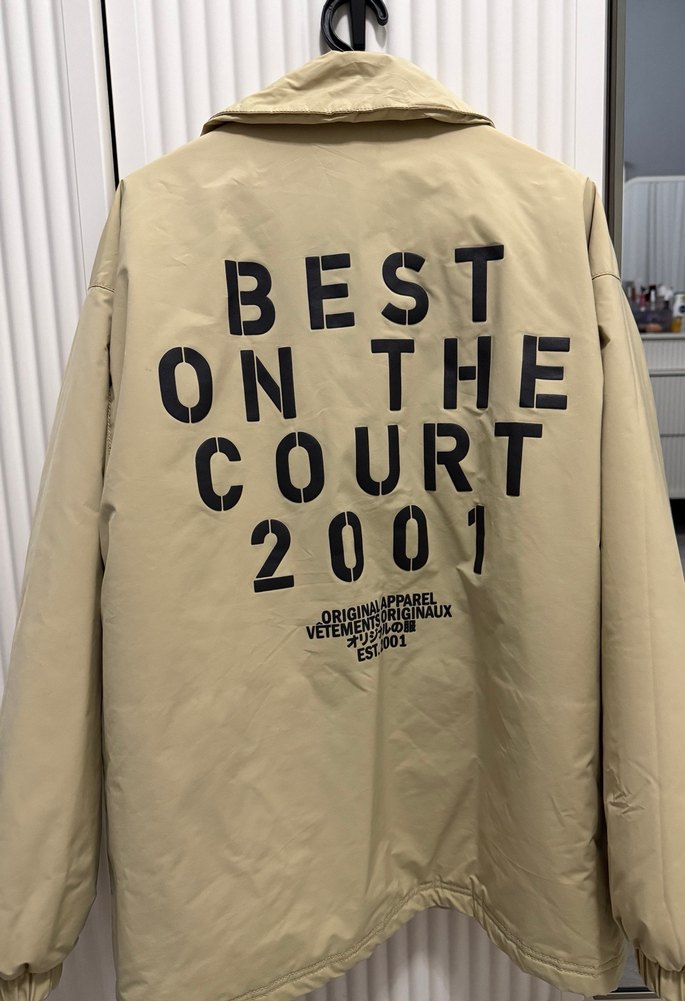 BEST
ON THE
COURT
2001
ORIGINAL APPAREL
VÊTEMENTS ORIGINAUX
オリジナルの服
EST. 2001